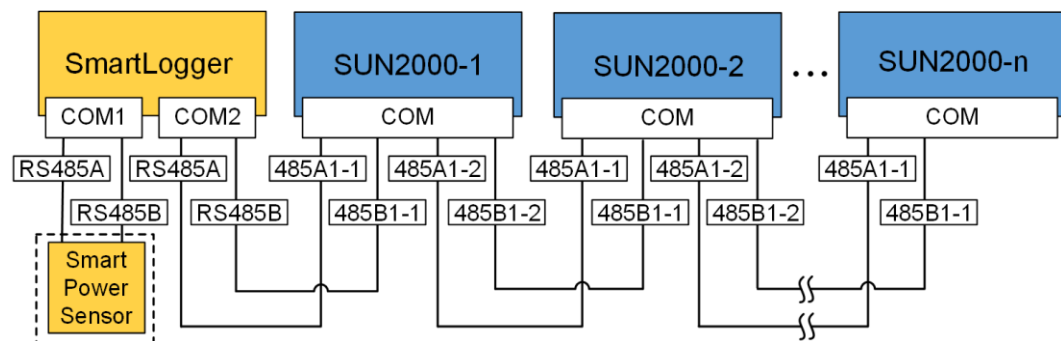 SmartLogger
SUN2000-1
SUN2000-2
...
SUN2000-n
COM1
COM2
COM
COM
COM
RS485A
RS485A
485A1-1
485A1-2
485A1-1
485A1-2
485A1-1
RS485B
RS485B
485B1-1
485B1-2
485B1-1
485B1-2
485B1-1
Smart
Power
Sensor